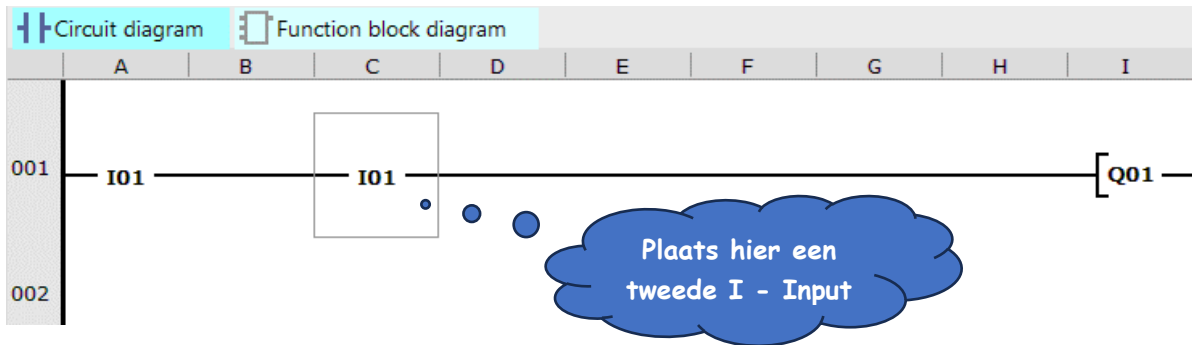 Circuit diagram Function block diagram
A B C D E F G H I
001 I01 I01 Q01
Plaats hier een
tweede I - Input
002